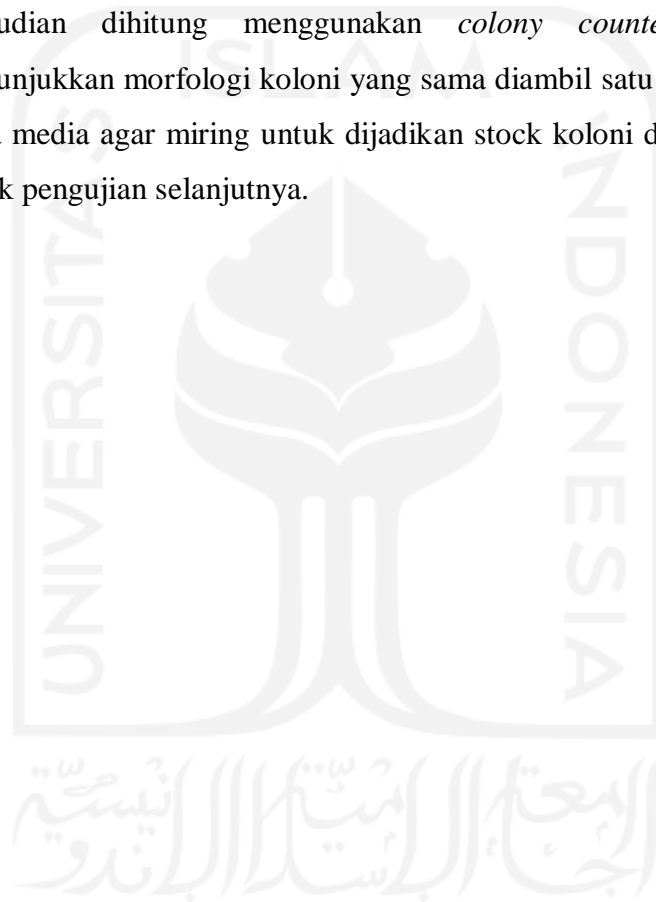 udian dihitung menggunakan colony counte
unjukkan morfologi koloni yang sama diambil satu
media agar miring untuk dijadikan stock koloni d
k pengujian selanjutnya.
ISLAM
UNIVERSITAS
INDONESIA